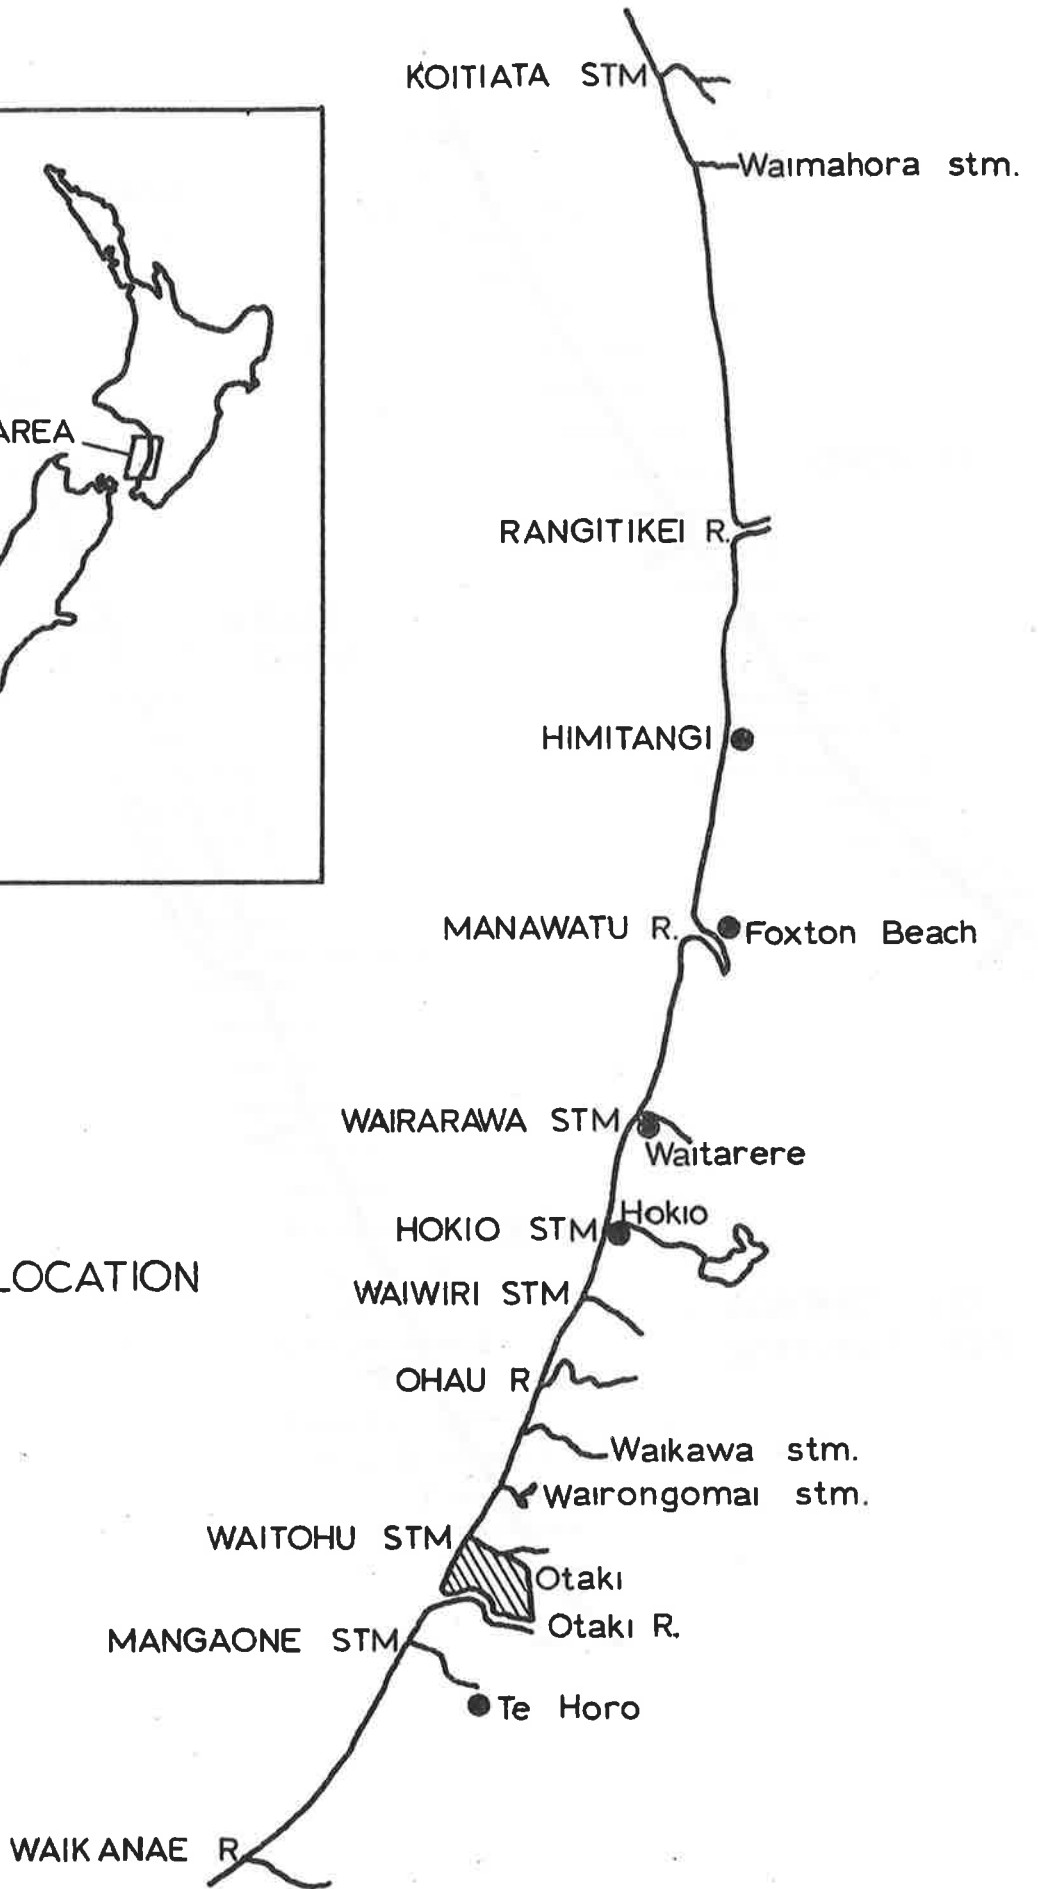 KOITIATA STM
Waimahora stm.
AREA
RANGITIKEI R.
HIMITANGI
MANAWATU R.
Foxton Beach
WAIRARAWA STM
Waitarere
Hokio
HOKIO STM
LOCATION
WAIWIRI STM
OHAU R
Waikawa stm.
Wairongomai stm.
WAITOHU STM
Otaki
Otaki R.
MANGAONE STM
Te Horo
WAIKANAE R